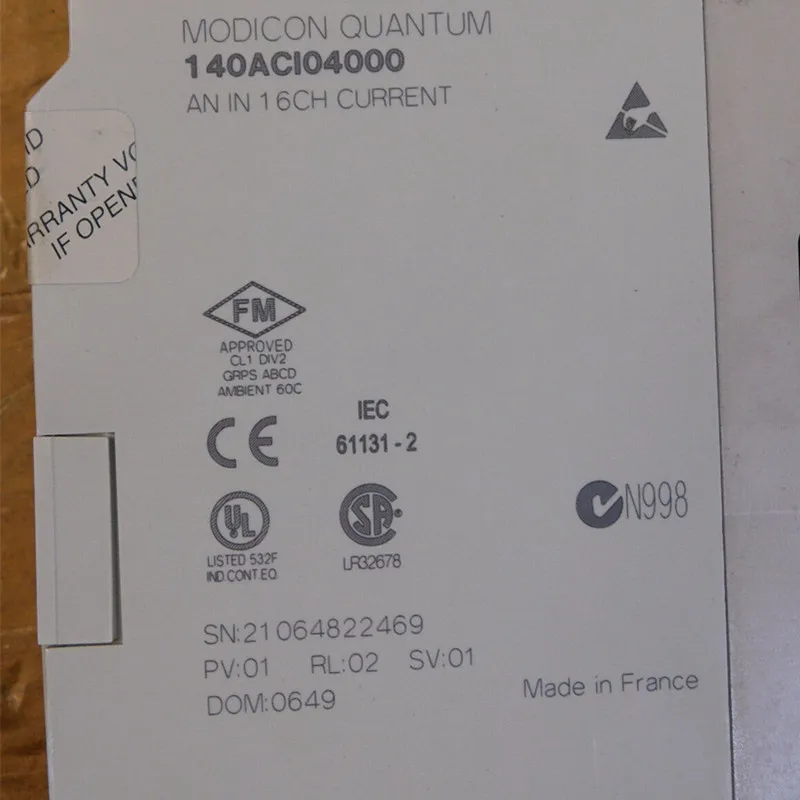 MODICON QUANTUM
140ACI04000
AN IN 16CH CURRENT
WARRANTY
IF OPEN
FM
APPROVED
CL1 DIV2
GRPS ABCD
AMBIENT 60C
CE
IEC
61131-2
UL
LISTED 532F
IND.CONT.EQ.
SA
LR32678
N998
SN:21064822469
PV:01 RL:02 SV:01
DOM:0649
Made in France